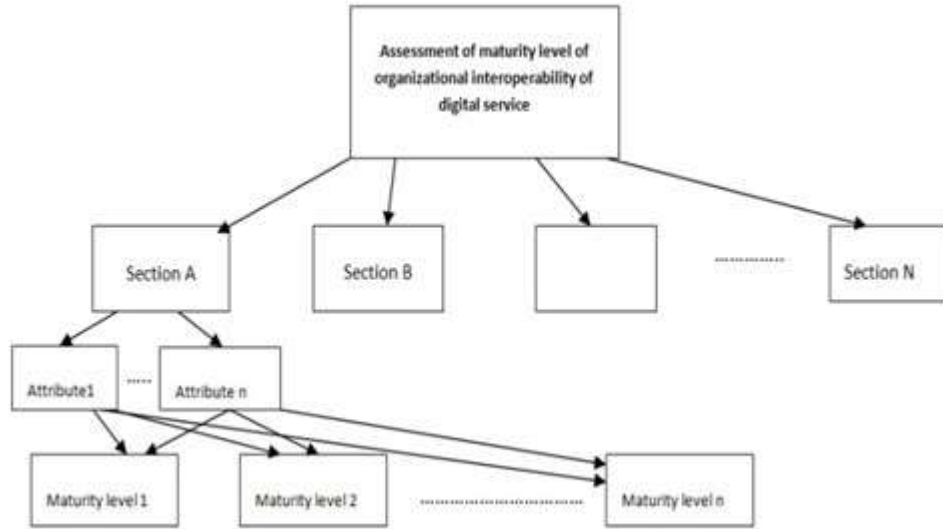 Assessment of maturity level of
organizational interoperability of
digital service
Section A
Section B
..............
Section N
Attribute1
.....
Attribute n
Maturity level 1
Maturity level 2
................................
Maturity level n